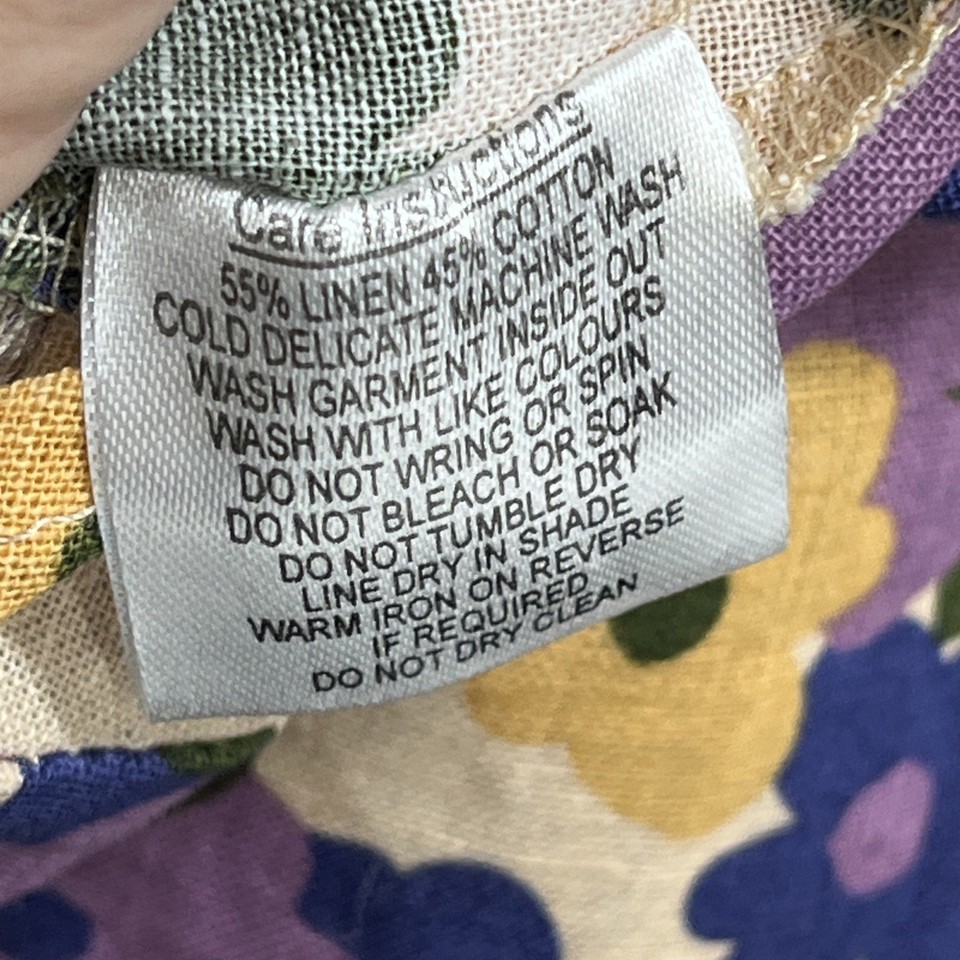 Care Instructions
55% LINEN 45% COTTON
COLD DELICATE MACHINE WASH
WASH GARMENT INSIDE OUT
WASH WITH LIKE COLOURS
DO NOT WRING OR SPIN
DO NOT BLEACH OR SOAK
DO NOT TUMBLE DRY
LINE DRY IN SHADE
WARM IRON ON REVERSE
IF REQUIRED
DO NOT DRY CLEAN